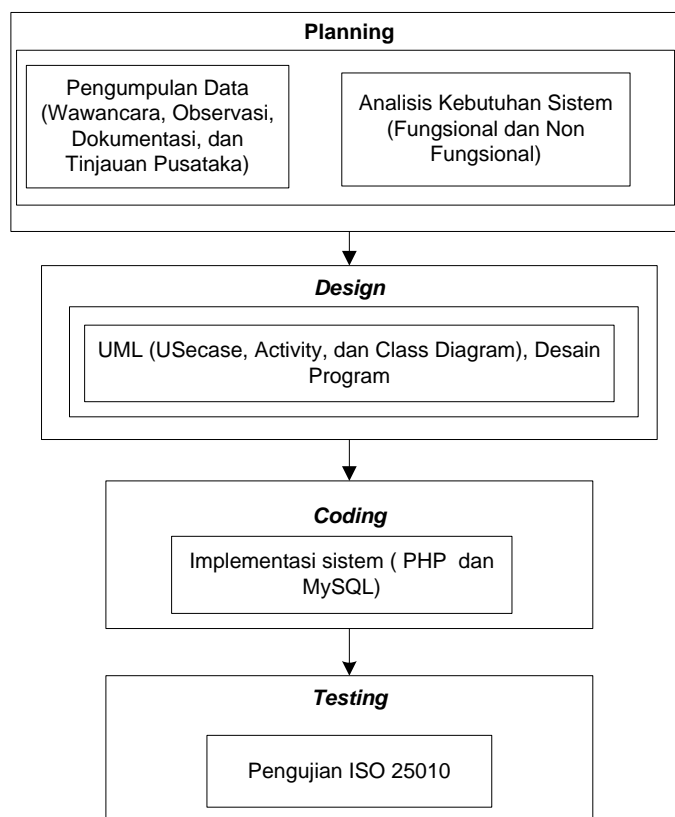 Planning
Pengumpulan Data
(Wawancara, Observasi,
Dokumentasi, dan
Tinjauan Pusataka)
Analisis Kebutuhan Sistem
(Fungsional dan Non
Fungsional)
Design
UML (USecase, Activity, dan Class Diagram), Desain
Program
Coding
Implementasi sistem ( PHP  dan
MySQL)
Testing
Pengujian ISO 25010